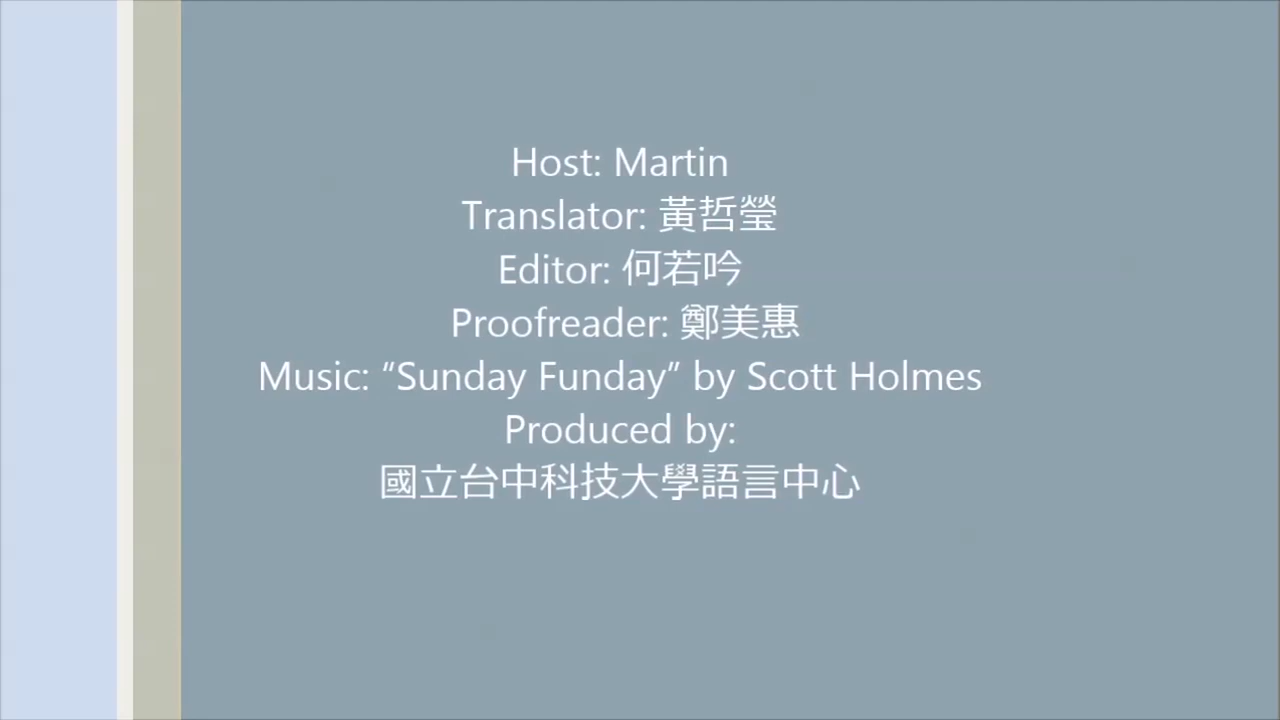 Host: Martin
Translator: 黃哲瑩
Editor: 何若吟
Proofreader: 鄭美惠
Music: “Sunday Funday” by Scott Holmes
Produced by:
國立台中科技大學語言中心